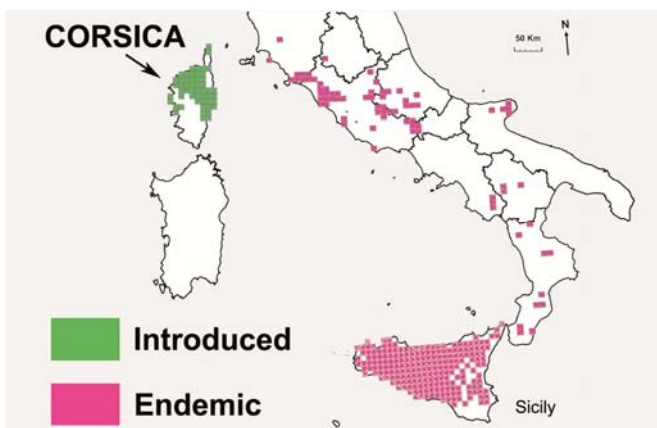 CORSICA
50 Km
N
Introduced
Endemic
Sicily